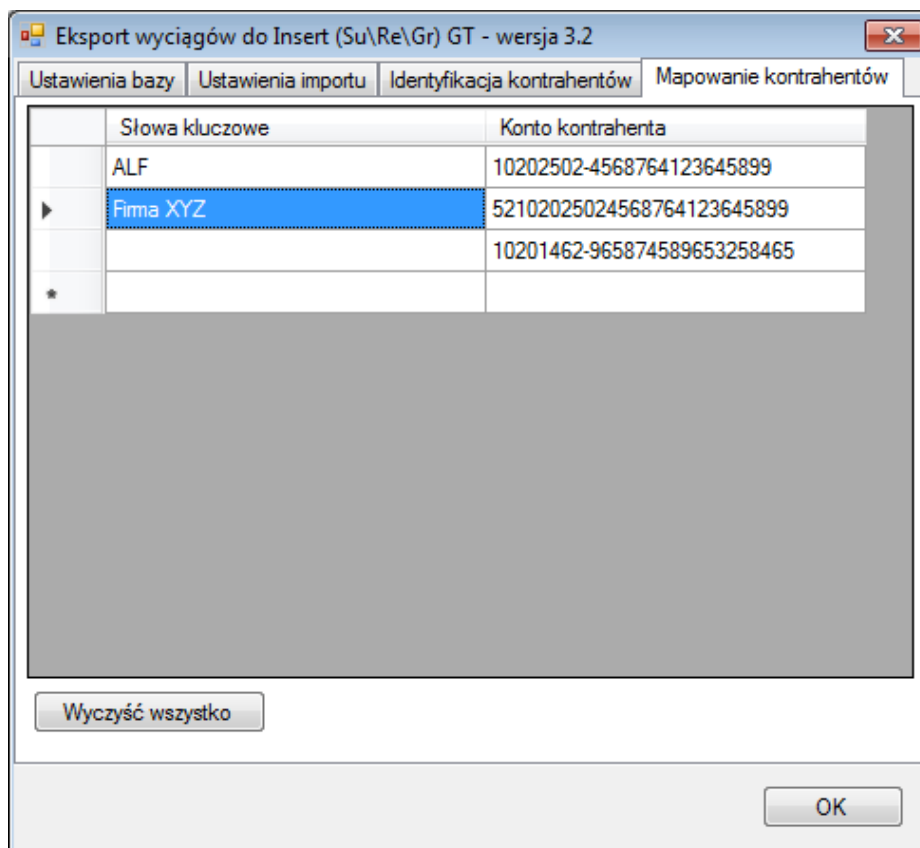 Eksport wyciągów do Insert (Su\Re\Gr) GT - wersja 3.2
Ustawienia bazy Ustawienia importu Identyfikacja kontrahentów Mapowanie kontrahentów
Słowa kluczowe Konto kontrahenta
ALF 10202502-4568764123645899
Firma XYZ 52102025024568764123645899
10201462-965874589653258465
*
Wyczyść wszystko
OK